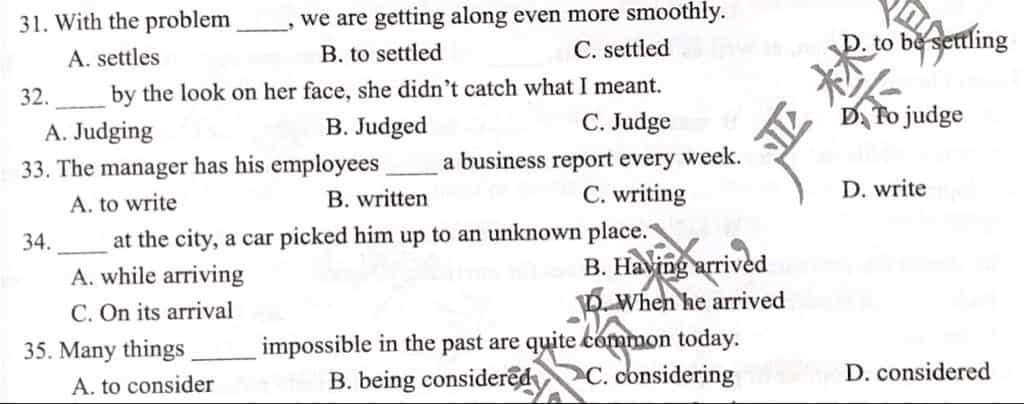 31. With the problem _____, we are getting along even more smoothly.
A. settles B. to settled C. settled D. to be settling
32. _____ by the look on her face, she didn't catch what I meant.
A. Judging B. Judged C. Judge D. To judge
33. The manager has his employees _____ a business report every week.
A. to write B. written C. writing D. write
34. _____ at the city, a car picked him up to an unknown place.
A. while arriving B. Having arrived
C. On its arrival D. When he arrived
35. Many things ______ impossible in the past are quite common today.
A. to consider B. being considered C. considering D. considered